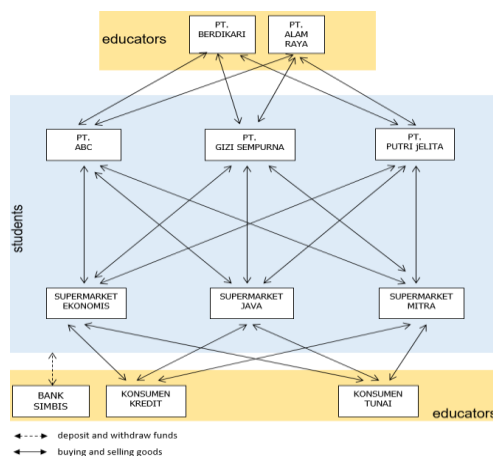 educators
PT.
BERDIKARI
PT.
ALAM
RAYA
students
PT.
ABC
PT.
GIZI SEMPURNA
PT.
PUTRI jELITA
SUPERMARKET
EKONOMIS
SUPERMARKET
JAVA
SUPERMARKET
MITRA
BANK
SIMBIS
KONSUMEN
KREDIT
KONSUMEN
TUNAI
educators
deposit and withdraw funds
buying and selling goods